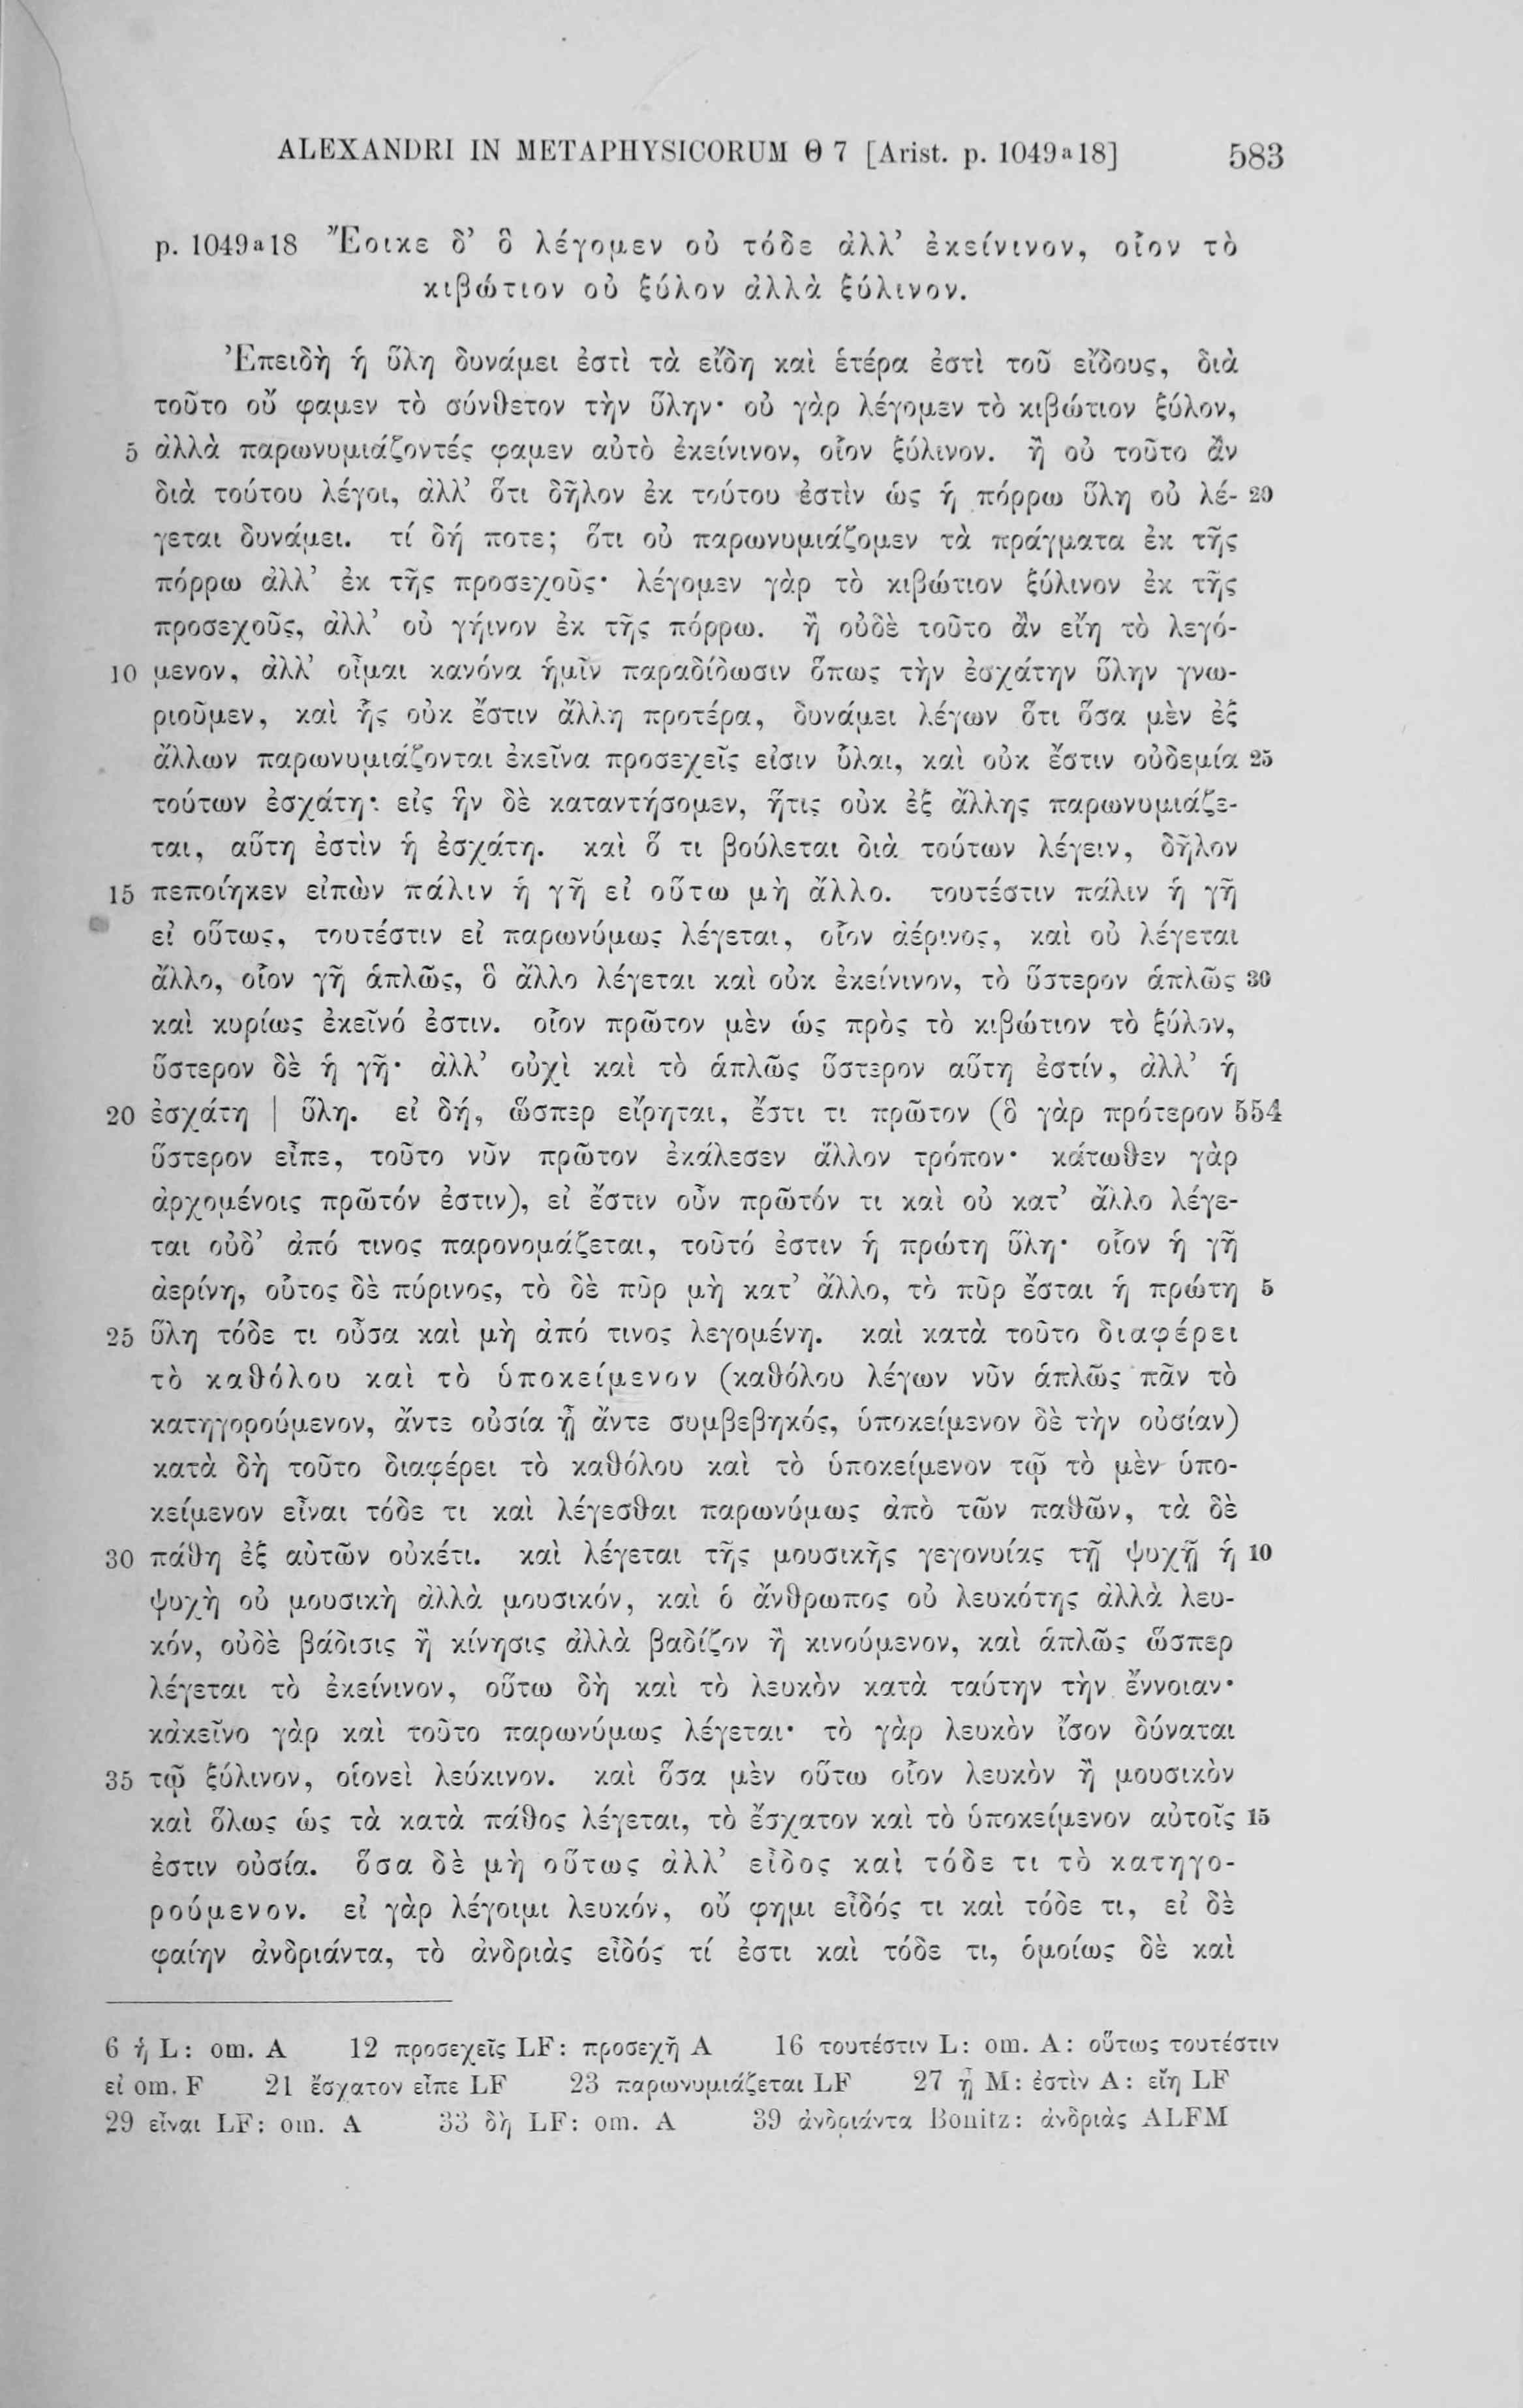 ALEXANDRI IN METAPHYSICORUM Θ 7 [Arist. p. 1049a18] 583
p. 1049a18 Ἔοικε δ’ ὃ λέγομεν οὐ τόδε ἀλλ’ ἐκείνινον, οἷον τὸ
κιβώτιον οὐ ξύλον ἀλλὰ ξύλινον.
Ἐπειδὴ ἡ ὕλη δυνάμει ἐστὶ τὰ εἴδη καὶ ἑτέρα ἐστὶ τοῦ εἴδους, διὰ
τοῦτο οὔ φαμεν τὸ σύνθετον τὴν ὕλην· οὐ γὰρ λέγομεν τὸ κιβώτιον ξύλον,
5 ἀλλὰ παρωνυμιάζοντές φαμεν αὐτὸ ἐκείνινον, οἷον ξύλινον. ἢ οὐ τοῦτο ἂν
διὰ τούτου λέγοι, ἀλλ’ ὅτι δῆλον ἐκ τούτου ἐστὶν ὡς ἡ πόρρω ὕλη οὐ λέ- 20
γεται δυνάμει. τί δή ποτε; ὅτι οὐ παρωνυμιάζομεν τὰ πράγματα ἐκ τῆς
πόρρω ἀλλ’ ἐκ τῆς προσεχοῦς· λέγομεν γὰρ τὸ κιβώτιον ξύλινον ἐκ τῆς
προσεχοῦς, ἀλλ’ οὐ γήινον ἐκ τῆς πόρρω. ἢ οὐδὲ τοῦτο ἂν εἴη τὸ λεγό-
10 μενον, ἀλλ’ οἶμαι κανόνα ἡμῖν παραδίδωσιν ὅπως τὴν ἐσχάτην ὕλην γνω-
ριοῦμεν, καὶ ἧς οὐκ ἔστιν ἄλλη προτέρα, δυνάμει λέγων ὅτι ὅσα μὲν ἐξ
ἄλλων παρωνυμιάζονται ἐκεῖνα προσεχεῖς εἰσιν ὗλαι, καὶ οὐκ ἔστιν οὐδεμία 25
τούτων ἐσχάτη· εἰς ἣν δὲ καταντήσομεν, ἥτις οὐκ ἐξ ἄλλης παρωνυμιάζε-
ται, αὕτη ἐστὶν ἡ ἐσχάτη. καὶ ὅ τι βούλεται διὰ τούτων λέγειν, δῆλον
15 πεποίηκεν εἰπὼν πάλιν ἡ γῆ εἰ οὕτω μὴ ἄλλο. τουτέστιν πάλιν ἡ γῆ
εἰ οὕτως, τουτέστιν εἰ παρωνύμως λέγεται, οἷον ἀέρινος, καὶ οὐ λέγεται
ἄλλο, οἷον γῆ ἁπλῶς, ὃ ἄλλο λέγεται καὶ οὐκ ἐκείνινον, τὸ ὕστερον ἁπλῶς 30
καὶ κυρίως ἐκεῖνό ἐστιν. οἷον πρῶτον μὲν ὡς πρὸς τὸ κιβώτιον τὸ ξύλον,
ὕστερον δὲ ἡ γῆ· ἀλλ’ οὐχὶ καὶ τὸ ἁπλῶς ὕστερον αὕτη ἐστίν, ἀλλ’ ἡ
20 ἐσχάτη | ὕλη. εἰ δή, ὥσπερ εἴρηται, ἔστι τι πρῶτον (ὃ γὰρ πρότερον 554
ὕστερον εἶπε, τοῦτο νῦν πρῶτον ἐκάλεσεν ἄλλον τρόπον· κάτωθεν γὰρ
ἀρχομένοις πρῶτόν ἐστιν), εἰ ἔστιν οὖν πρῶτόν τι καὶ οὐ κατ’ ἄλλο λέγε-
ται οὐδ’ ἀπό τινος παρονομάζεται, τοῦτό ἐστιν ἡ πρώτη ὕλη· οἷον ἡ γῆ
ἀερίνη, οὗτος δὲ πύρινος, τὸ δὲ πῦρ μὴ κατ’ ἄλλο, τὸ πῦρ ἔσται ἡ πρώτη 5
25 ὕλη τόδε τι οὖσα καὶ μὴ ἀπό τινος λεγομένη. καὶ κατὰ τοῦτο διαφέρει
τὸ καθόλου καὶ τὸ ὑποκείμενον (καθόλου λέγων νῦν ἁπλῶς πᾶν τὸ
κατηγορούμενον, ἄντε οὐσία ᾖ ἄντε συμβεβηκός, ὑποκείμενον δὲ τὴν οὐσίαν)
κατὰ δὴ τοῦτο διαφέρει τὸ καθόλου καὶ τὸ ὑποκείμενον τῷ τὸ μὲν ὑπο-
κείμενον εἶναι τόδε τι καὶ λέγεσθαι παρωνύμως ἀπὸ τῶν παθῶν, τὰ δὲ
30 πάθη ἐξ αὐτῶν οὐκέτι. καὶ λέγεται τῆς μουσικῆς γεγονυίας τῇ ψυχῇ ἡ 10
ψυχὴ οὐ μουσικὴ ἀλλὰ μουσικόν, καὶ ὁ ἄνθρωπος οὐ λευκότης ἀλλὰ λευ-
κόν, οὐδὲ βάδισις ἢ κίνησις ἀλλὰ βαδίζον ἢ κινούμενον, καὶ ἁπλῶς ὥσπερ
λέγεται τὸ ἐκείνινον, οὕτω δὴ καὶ τὸ λευκὸν κατὰ ταύτην τὴν ἔννοιαν·
κἀκεῖνο γὰρ καὶ τοῦτο παρωνύμως λέγεται· τὸ γὰρ λευκὸν ἴσον δύναται
35 τῷ ξύλινον, οἱονεὶ λεύκινον. καὶ ὅσα μὲν οὕτω οἷον λευκὸν ἢ μουσικὸν
καὶ ὅλως ὡς τὰ κατὰ πάθος λέγεται, τὸ ἔσχατον καὶ τὸ ὑποκείμενον αὐτοῖς 15
ἐστιν οὐσία. ὅσα δὲ μὴ οὕτως ἀλλ’ εἶδος καὶ τόδε τι τὸ κατηγο-
ρούμενον. εἰ γὰρ λέγοιμι λευκόν, οὔ φημι εἶδός τι καὶ τόδε τι, εἰ δὲ
φαίην ἀνδριάντα, τὸ ἀνδριὰς εἶδός τί ἐστι καὶ τόδε τι, ὁμοίως δὲ καὶ
6 ἡ L: om. A 12 προσεχεῖς LF: προσεχῆ A 16 τουτέστιν L: om. A: οὕτως τουτέστιν
εἰ om. F 21 ἔσχατον εἶπε LF 23 παρωνυμιάζεται LF 27 ᾖ M: ἐστὶν A: εἴη LF
29 εἶναι LF: om. A 33 δὴ LF: om. A 39 ἀνδριάντα Bonitz: ἀνδριὰς ALFM